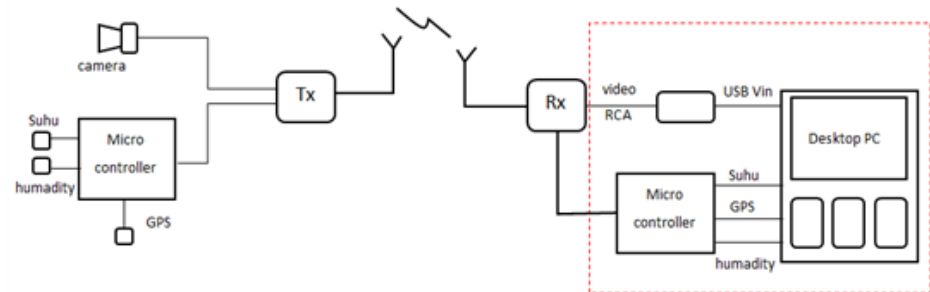 camera
Tx
Suhu
Micro
controller
humadity
GPS
Rx
video
RCA
USB Vin
Desktop PC
Micro
controller
Suhu
GPS
humadity